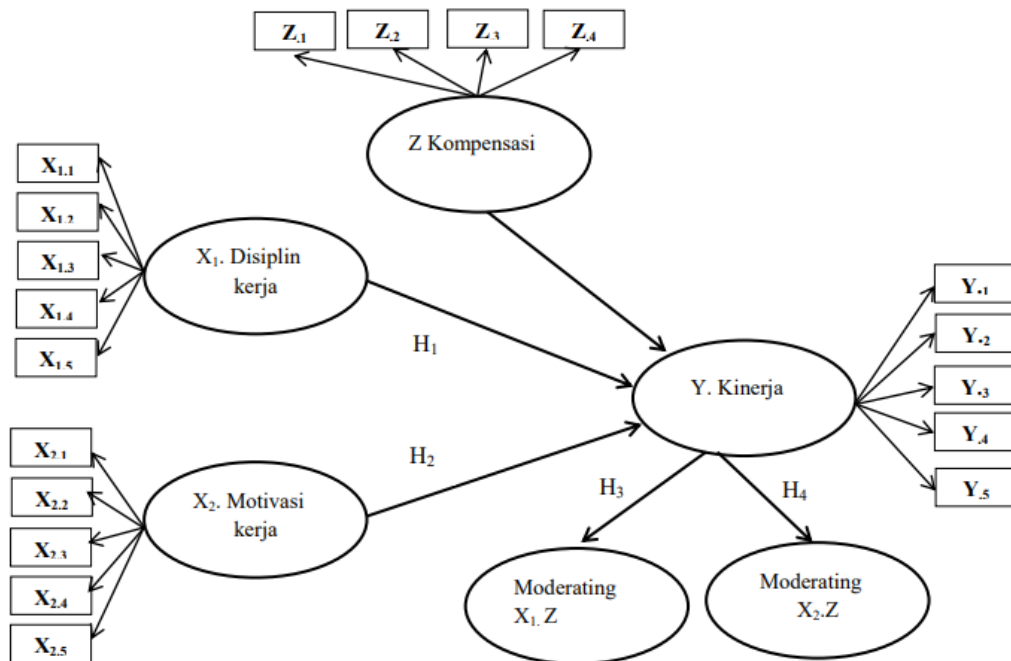 Z.1 Z.2 Z.3 Z.4
Z Kompensasi
X1.1
X1.2
X1.3
X1.4
X1.5
X1. Disiplin
kerja
H1
Y.1
Y.2
Y.3
Y.4
Y.5
Y. Kinerja
X2.1
X2.2
X2.3
X2.4
X2.5
X2. Motivasi
kerja
H2
H3
H4
Moderating
X1. Z
Moderating
X2.Z